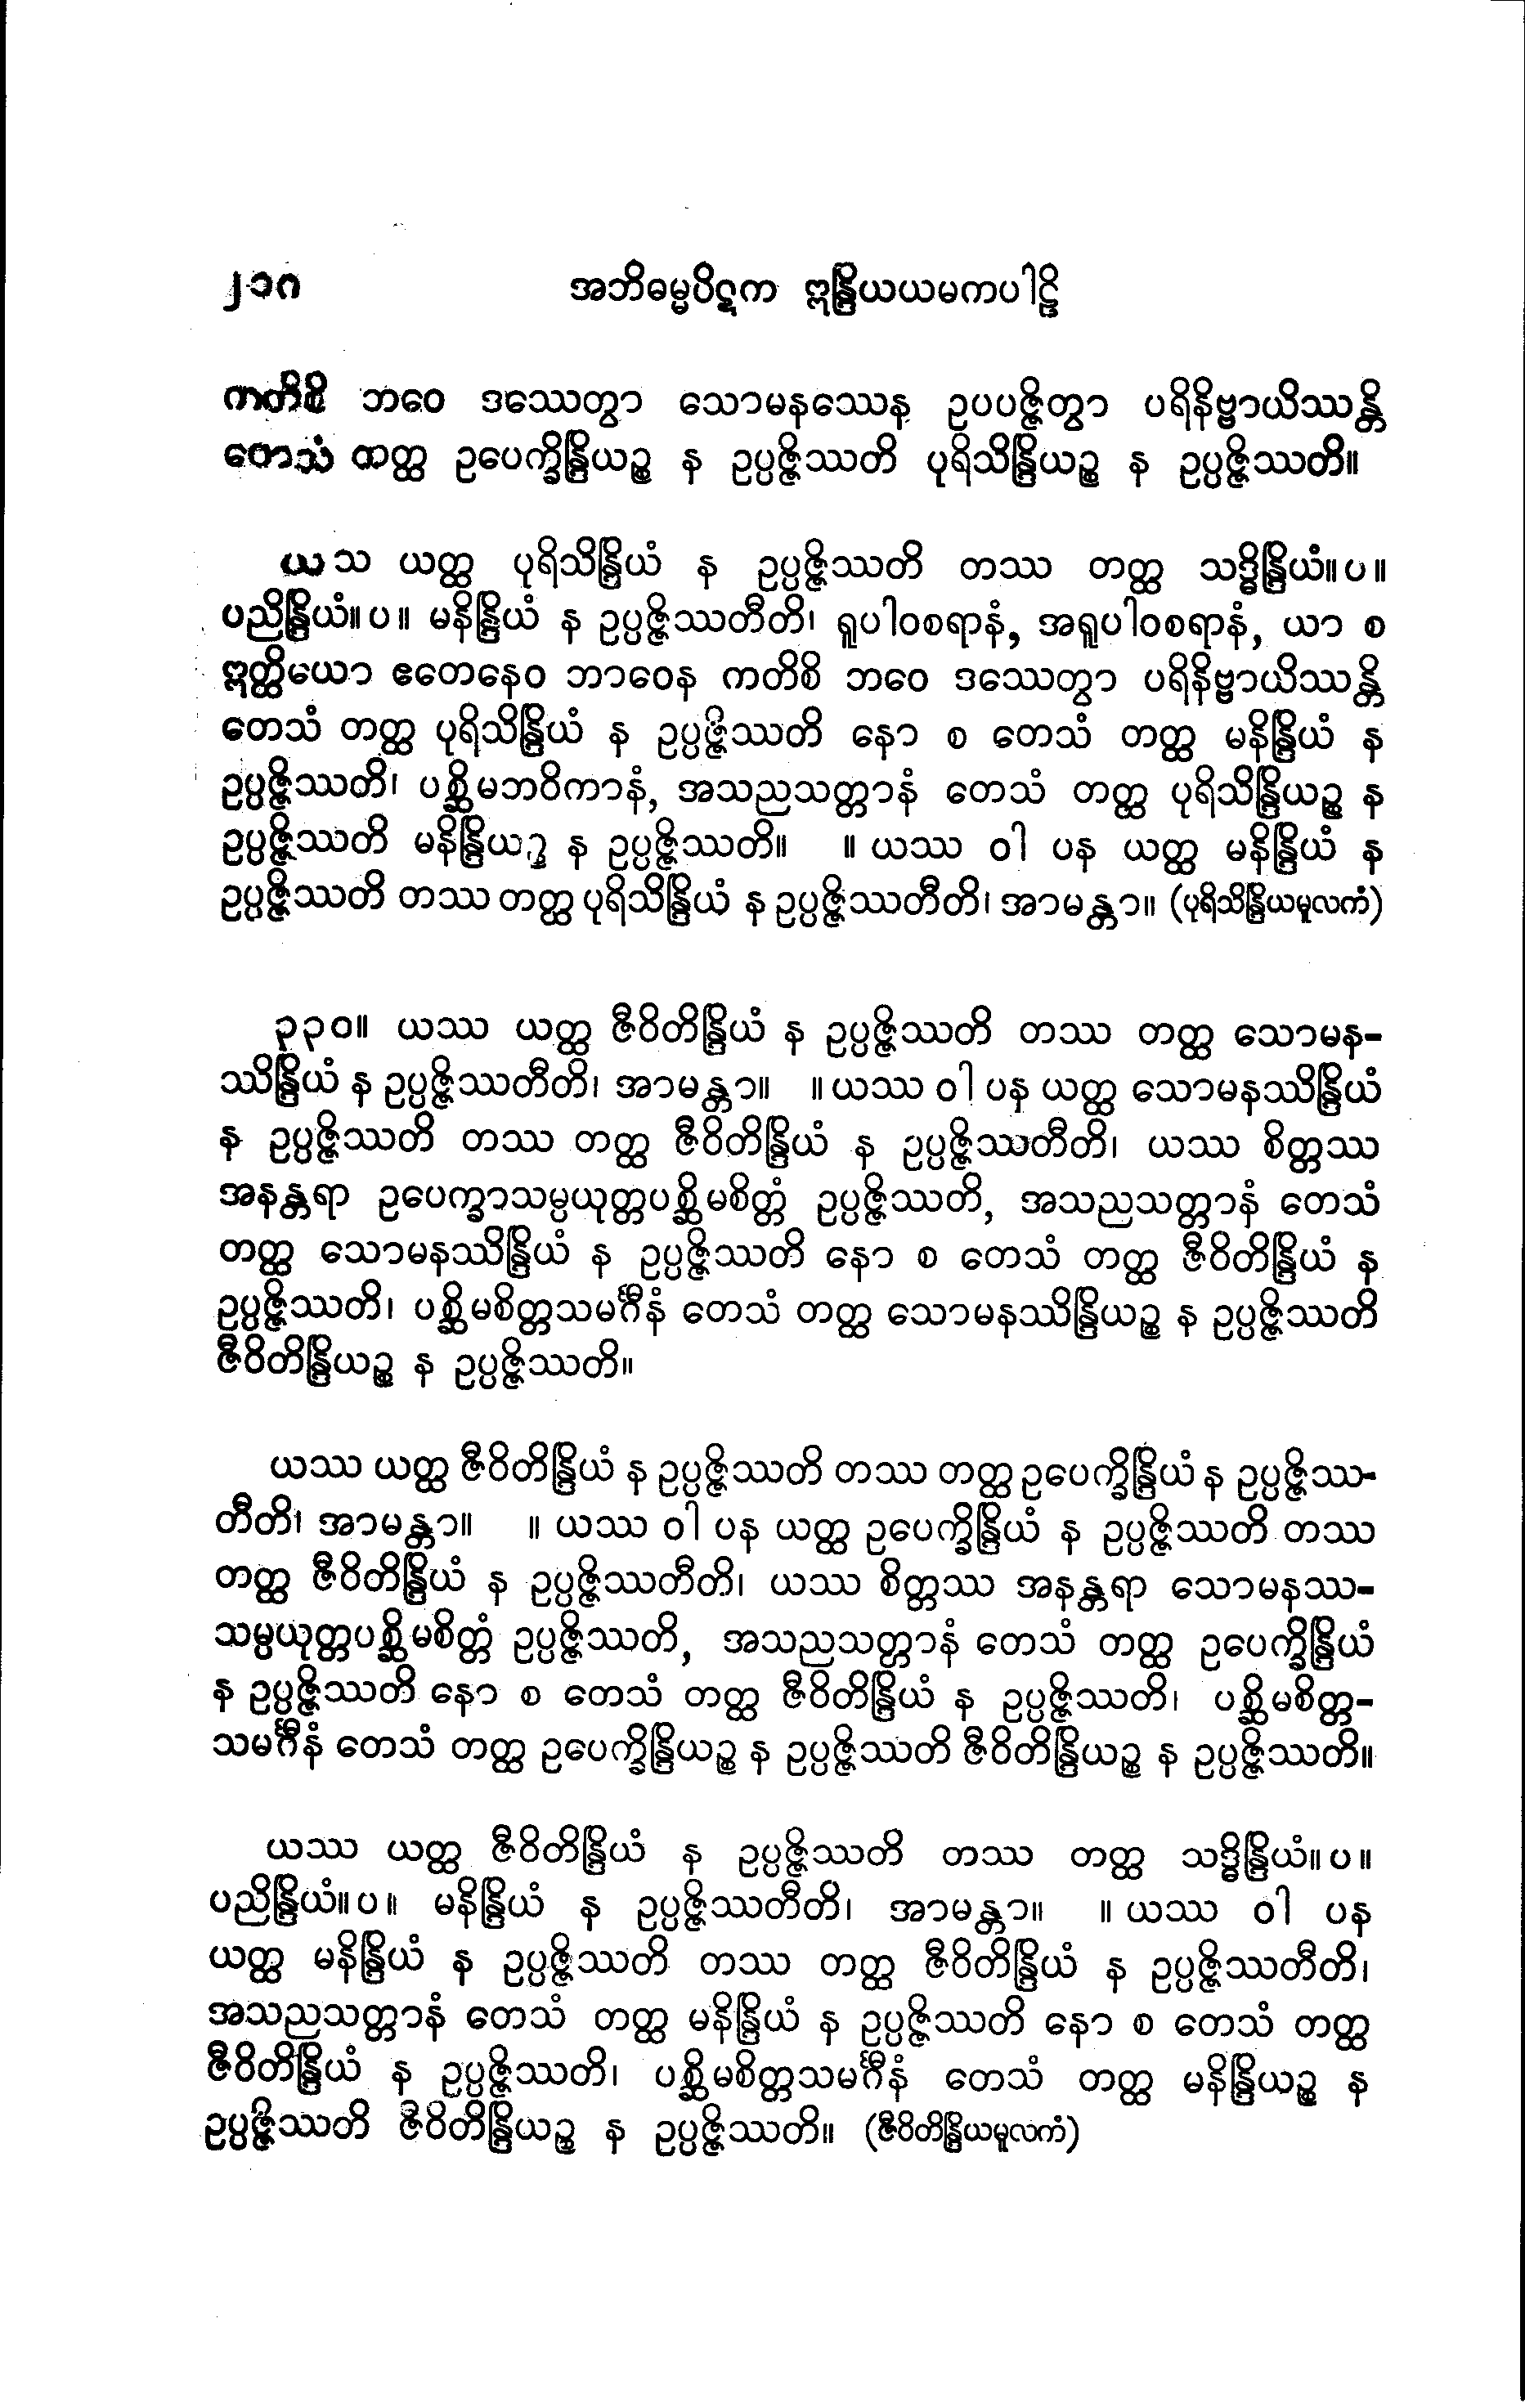 ၂၁၈ အဘိဓမ္မပိဋက ဣန္ဒြိယယမကပါဠိ
ကတိစိ ဘဝေ ဒဿေတွာ သောမနဿေန ဥပပဇ္ဇိတွာ ပရိနိဗ္ဗာယိဿန္တိ
တေသံ တတ္ထ ဥပေက္ခိန္ဒြိယဉ္စ န ဥပ္ပဇ္ဇိဿတိ ပုရိသိန္ဒြိယဉ္စ န ဥပ္ပဇ္ဇိဿတိ။
ယသ ယတ္ထ ပုရိသိန္ဒြိယံ န ဥပ္ပဇ္ဇိဿတိ တဿ တတ္ထ သဒ္ဓိန္ဒြိယံ။ပ။
ပညိန္ဒြိယံ။ပ။ မနိန္ဒြိယံ န ဥပ္ပဇ္ဇိဿတီတိ၊ ရူပါဝစရာနံ, အရူပါဝစရာနံ, ယာ စ
ဣတ္ထိယော ဧတေနေဝ ဘာဝေန ကတိစိ ဘဝေ ဒဿေတွာ ပရိနိဗ္ဗာယိဿန္တိ
တေသံ တတ္ထ ပုရိသိန္ဒြိယံ န ဥပ္ပဇ္ဇိဿတိ နော စ တေသံ တတ္ထ မနိန္ဒြိယံ န
ဥပ္ပဇ္ဇိဿတိ၊ ပစ္ဆိမဘဝိကာနံ, အသညသတ္တာနံ တေသံ တတ္ထ ပုရိသိန္ဒြိယဉ္စ န
ဥပ္ပဇ္ဇိဿတိ မနိန္ဒြိယဉ္စ န ဥပ္ပဇ္ဇိဿတိ။ ။ယဿ ဝါ ပန ယတ္ထ မနိန္ဒြိယံ န
ဥပ္ပဇ္ဇိဿတိ တဿ တတ္ထ ပုရိသိန္ဒြိယံ န ဥပ္ပဇ္ဇိဿတီတိ၊ အာမန္တာ။ (ပုရိသိန္ဒြိယမူလကံ)
၃၃၀။ ယဿ ယတ္ထ ဇီဝိတိန္ဒြိယံ န ဥပ္ပဇ္ဇိဿတိ တဿ တတ္ထ သောမန-
ဿိန္ဒြိယံ န ဥပ္ပဇ္ဇိဿတီတိ၊ အာမန္တာ။ ။ယဿ ဝါ ပန ယတ္ထ သောမနဿိန္ဒြိယံ
န ဥပ္ပဇ္ဇိဿတိ တဿ တတ္ထ ဇီဝိတိန္ဒြိယံ န ဥပ္ပဇ္ဇိဿတီတိ၊ ယဿ စိတ္တဿ
အနန္တရာ ဥပေက္ခာသမ္ပယုတ္တပစ္ဆိမစိတ္တံ ဥပ္ပဇ္ဇိဿတိ, အသညသတ္တာနံ တေသံ
တတ္ထ သောမနဿိန္ဒြိယံ န ဥပ္ပဇ္ဇိဿတိ နော စ တေသံ တတ္ထ ဇီဝိတိန္ဒြိယံ န
ဥပ္ပဇ္ဇိဿတိ၊ ပစ္ဆိမစိတ္တသမင်္ဂီနံ တေသံ တတ္ထ သောမနဿိန္ဒြိယဉ္စ န ဥပ္ပဇ္ဇိဿတိ
ဇီဝိတိန္ဒြိယဉ္စ န ဥပ္ပဇ္ဇိဿတိ။
ယဿ ယတ္ထ ဇီဝိတိန္ဒြိယံ န ဥပ္ပဇ္ဇိဿတိ တဿ တတ္ထ ဥပေက္ခိန္ဒြိယံ န ဥပ္ပဇ္ဇိဿ-
တီတိ၊ အာမန္တာ။ ။ယဿ ဝါ ပန ယတ္ထ ဥပေက္ခိန္ဒြိယံ န ဥပ္ပဇ္ဇိဿတိ တဿ
တတ္ထ ဇီဝိတိန္ဒြိယံ န ဥပ္ပဇ္ဇိဿတီတိ၊ ယဿ စိတ္တဿ အနန္တရာ သောမနဿ-
သမ္ပယုတ္တပစ္ဆိမစိတ္တံ ဥပ္ပဇ္ဇိဿတိ, အသညသတ္တာနံ တေသံ တတ္ထ ဥပေက္ခိန္ဒြိယံ
န ဥပ္ပဇ္ဇိဿတိ နော စ တေသံ တတ္ထ ဇီဝိတိန္ဒြိယံ န ဥပ္ပဇ္ဇိဿတိ၊ ပစ္ဆိမစိတ္တ-
သမင်္ဂီနံ တေသံ တတ္ထ ဥပေက္ခိန္ဒြိယဉ္စ န ဥပ္ပဇ္ဇိဿတိ ဇီဝိတိန္ဒြိယဉ္စ န ဥပ္ပဇ္ဇိဿတိ။
ယဿ ယတ္ထ ဇီဝိတိန္ဒြိယံ န ဥပ္ပဇ္ဇိဿတိ တဿ တတ္ထ သဒ္ဓိန္ဒြိယံ။ပ။
ပညိန္ဒြိယံ။ပ။ မနိန္ဒြိယံ န ဥပ္ပဇ္ဇိဿတီတိ၊ အာမန္တာ။ ။ယဿ ဝါ ပန
ယတ္ထ မနိန္ဒြိယံ န ဥပ္ပဇ္ဇိဿတိ တဿ တတ္ထ ဇီဝိတိန္ဒြိယံ န ဥပ္ပဇ္ဇိဿတီတိ၊
အသညသတ္တာနံ တေသံ တတ္ထ မနိန္ဒြိယံ န ဥပ္ပဇ္ဇိဿတိ နော စ တေသံ တတ္ထ
ဇီဝိတိန္ဒြိယံ န ဥပ္ပဇ္ဇိဿတိ၊ ပစ္ဆိမစိတ္တသမင်္ဂီနံ တေသံ တတ္ထ မနိန္ဒြိယဉ္စ န
ဥပ္ပဇ္ဇိဿတိ ဇီဝိတိန္ဒြိယဉ္စ န ဥပ္ပဇ္ဇိဿတိ။ (ဇီဝိတိန္ဒြိယမူလကံ)